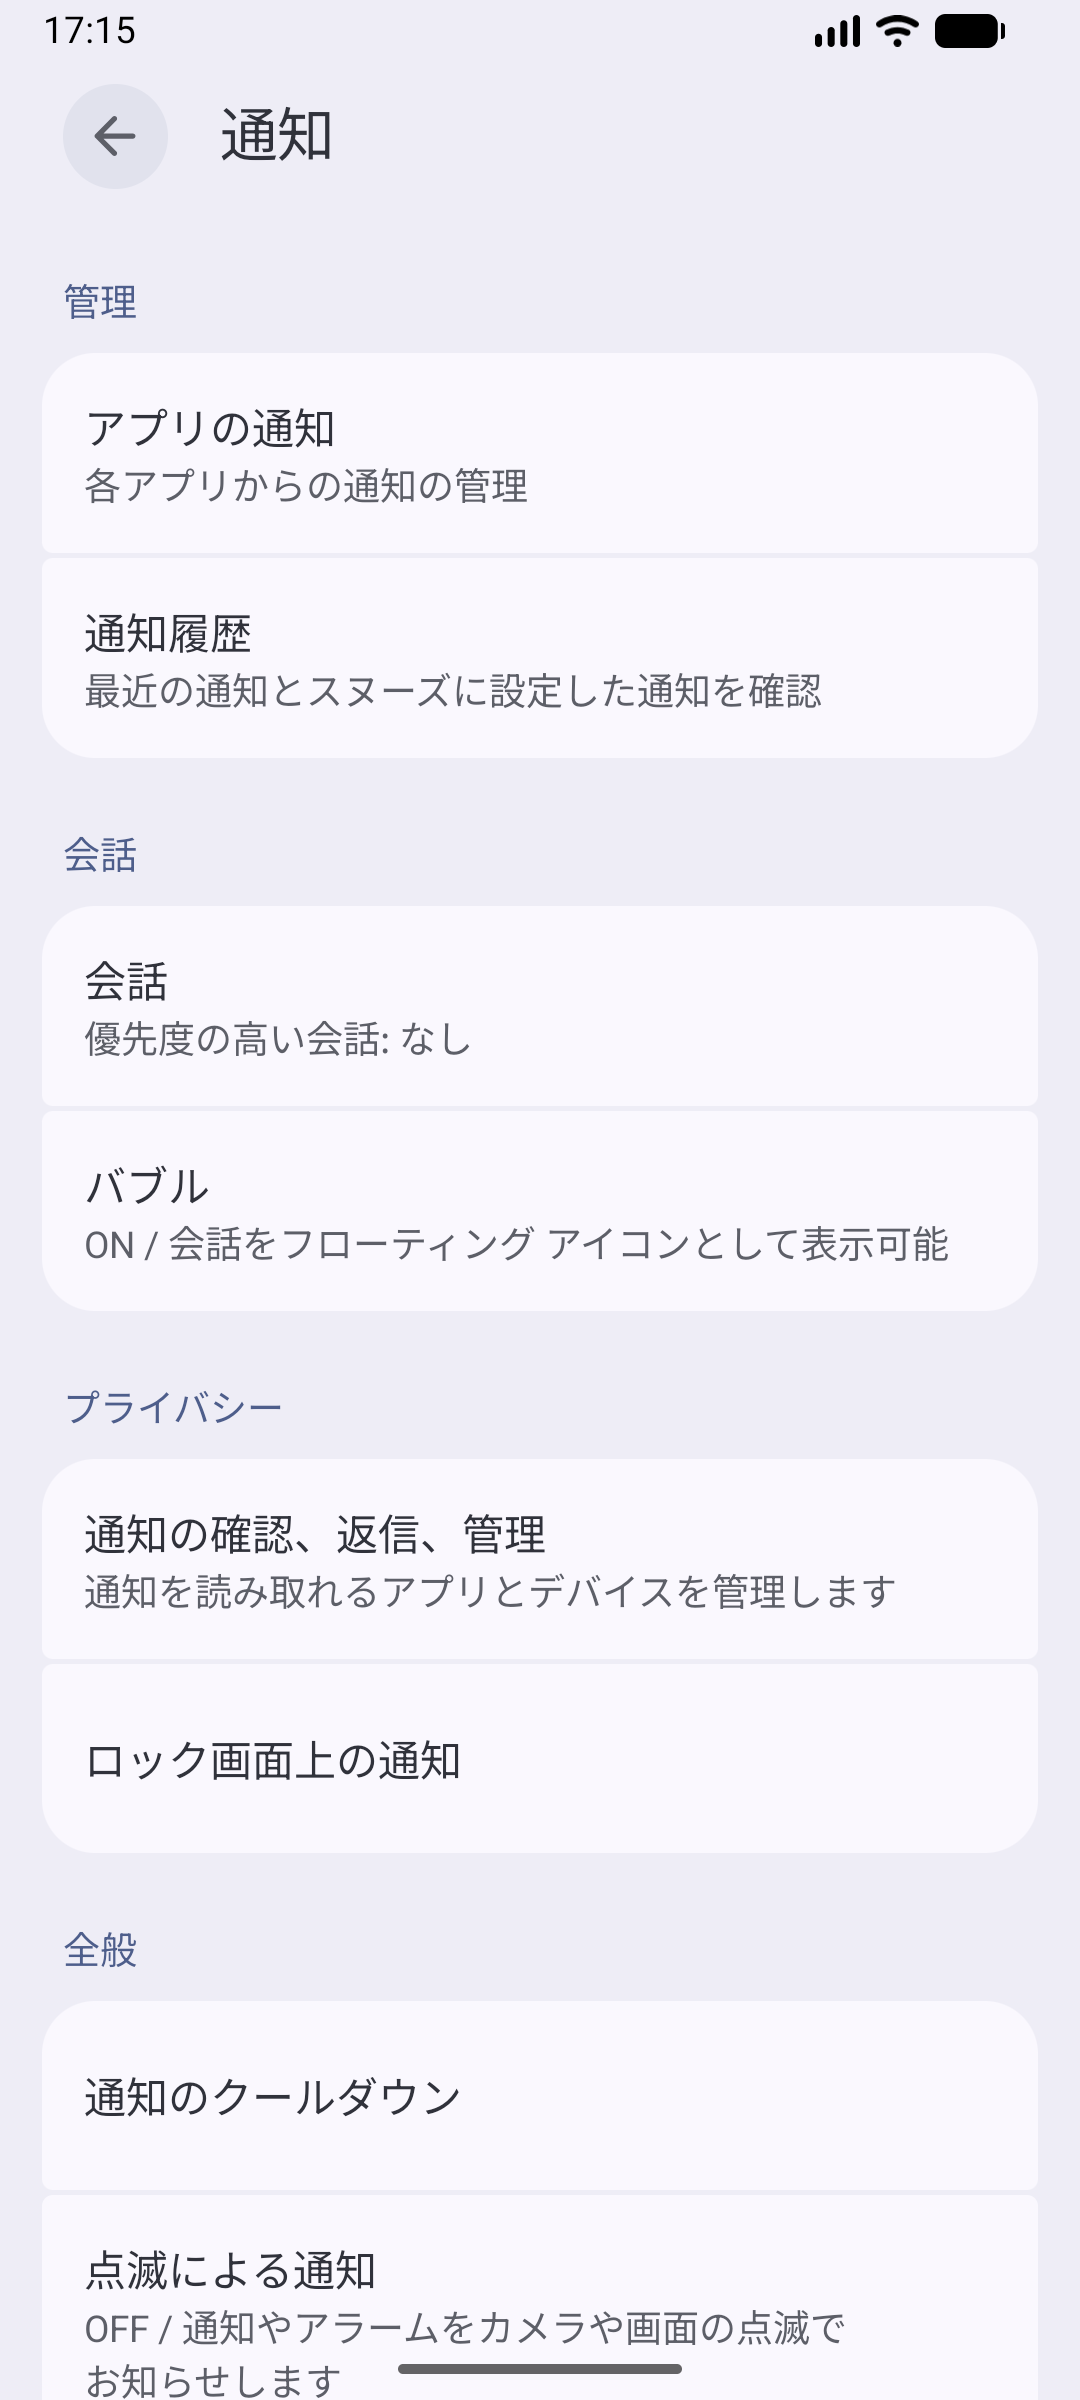 17:15
通知
管理
アプリの通知
各アプリからの通知の管理
通知履歴
最近の通知とスヌーズに設定した通知を確認
会話
会話
優先度の高い会話: なし
バブル
ON / 会話をフローティング アイコンとして表示可能
プライバシー
通知の確認、返信、管理
通知を読み取れるアプリとデバイスを管理します
ロック画面上の通知
全般
通知のクールダウン
点滅による通知
OFF / 通知やアラームをカメラや画面の点滅で
お知らせします